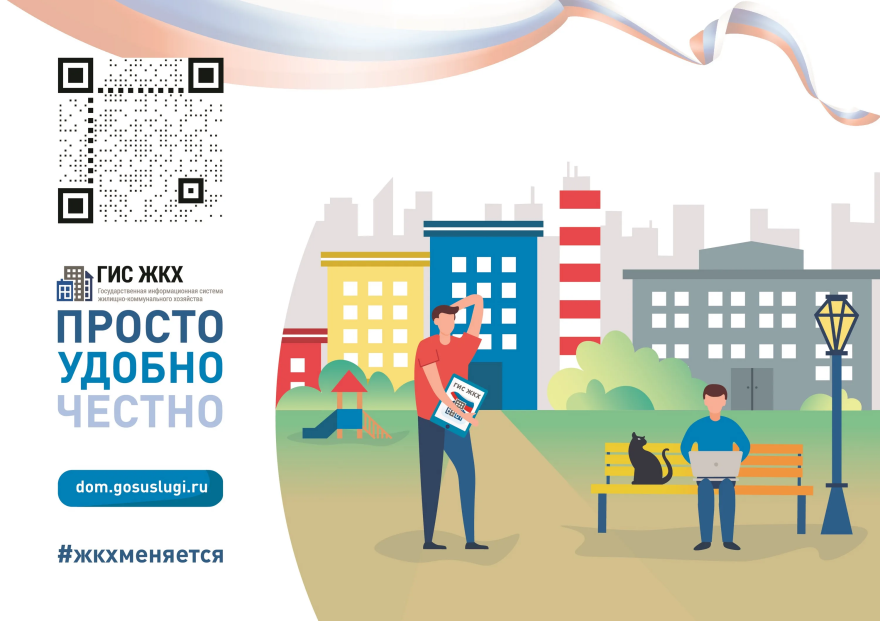 ГИС ЖКХ
Государственная информационная система
жилищно-коммунального хозяйства
ПРОСТО
УДОБНО
ЧЕСТНО
dom.gosuslugi.ru
#жкхменяется
ГИС ЖКХ